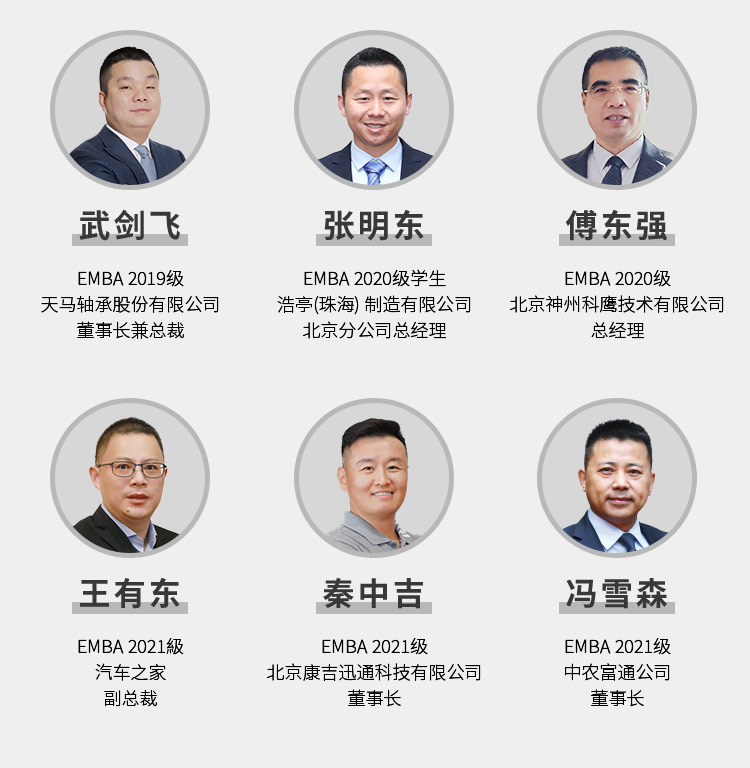 武剑飞
EMBA 2019级
天马轴承股份有限公司
董事长兼总裁
张明东
EMBA 2020级学生
浩亭(珠海) 制造有限公司
北京分公司总经理
傅东强
EMBA 2020级
北京神州科鹰技术有限公司
总经理
王有东
EMBA 2021級
汽车之家
副总裁
秦中吉
EMBA 2021级
北京康吉迅通科技有限公司
董事长
冯雪森
EMBA 2021级
中农富通公司
董事长